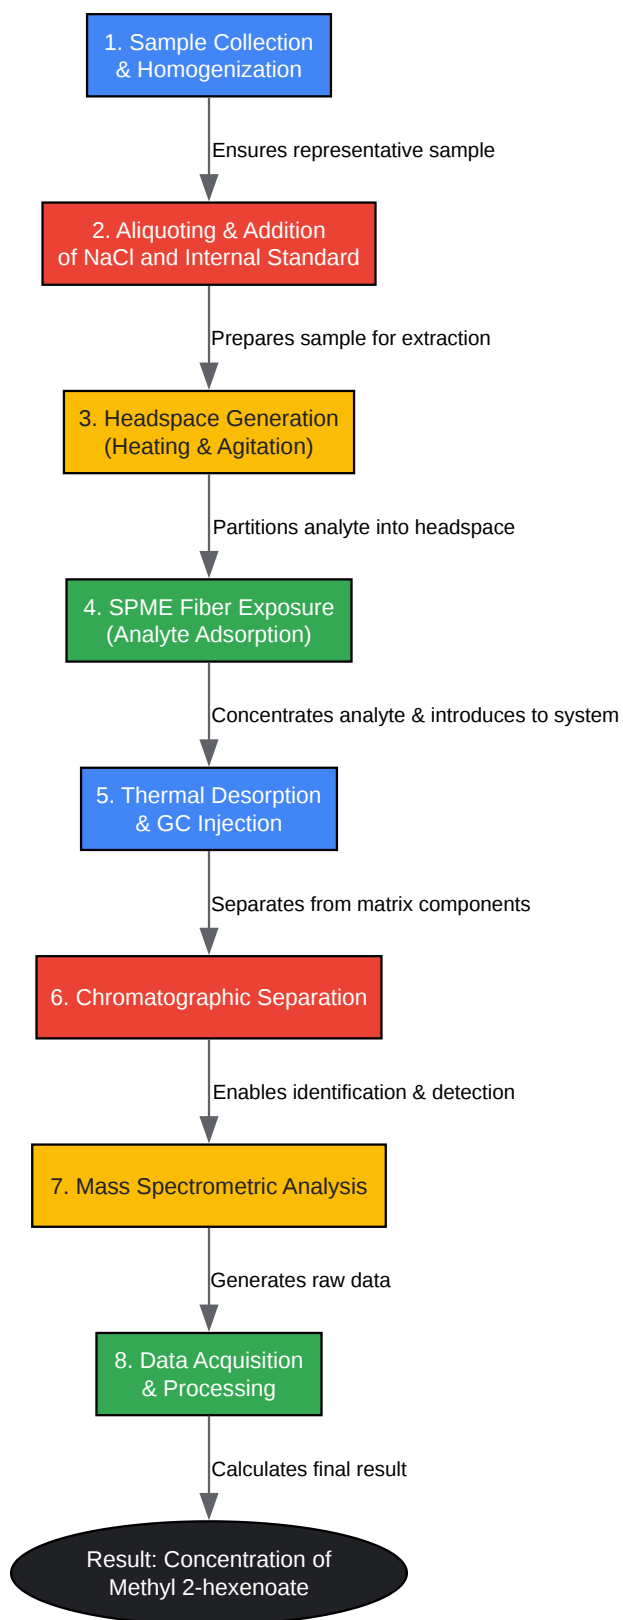 1. Sample Collection
& Homogenization
Ensures representative sample
2. Aliquoting & Addition
of NaCl and Internal Standard
Prepares sample for extraction
3. Headspace Generation
(Heating & Agitation)
Partitions analyte into headspace
4. SPME Fiber Exposure
(Analyte Adsorption)
Concentrates analyte & introduces to system
5. Thermal Desorption
& GC Injection
Separates from matrix components
6. Chromatographic Separation
Enables identification & detection
7. Mass Spectrometric Analysis
Generates raw data
8. Data Acquisition
& Processing
Calculates final result
Result: Concentration of
Methyl 2-hexenoate